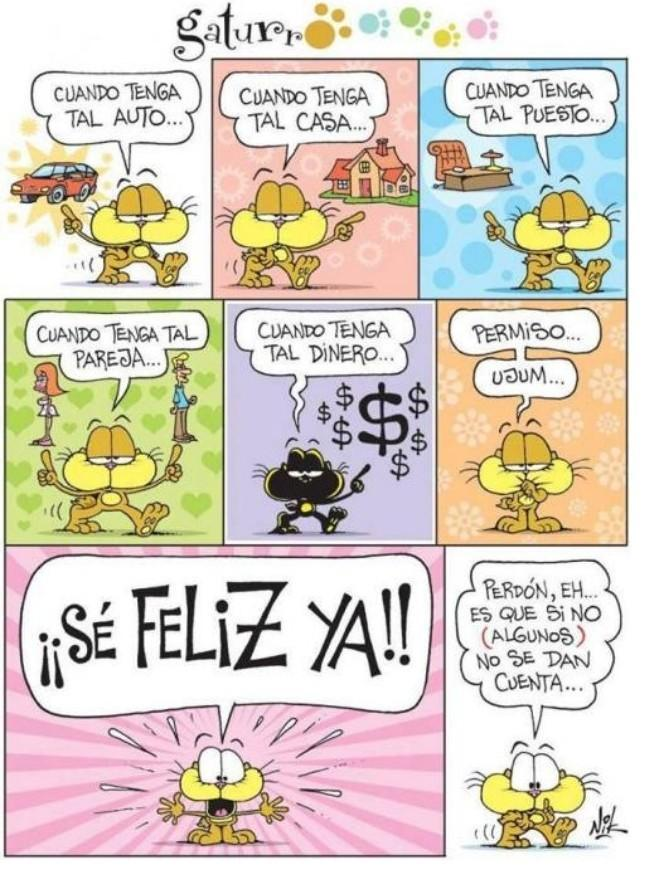 gaturr
CUANDO TENGA
TAL AUTO...
CUANDO TENGA
TAL CASA...
CUANDO TENGA
TAL PUESTO...
CUANDO TENGA TAL
PAREJA...
CUANDO TENGA
TAL DINERO...
$ $ $ $ $ $ $
PERMISO...
UJUM...
¡¡SÉ FELIZ YA!!
PERDÓN, EH...
ES QUE SI NO
(ALGUNOS)
NO SE DAN
CUENTA...
NIK